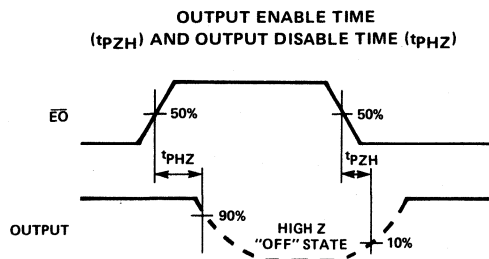 OUTPUT ENABLE TIME
(tPZH) AND OUTPUT DISABLE TIME (tPHZ)
EO
50%
50%
tPHZ
tPZH
OUTPUT
90%
HIGH Z
"OFF" STATE
10%